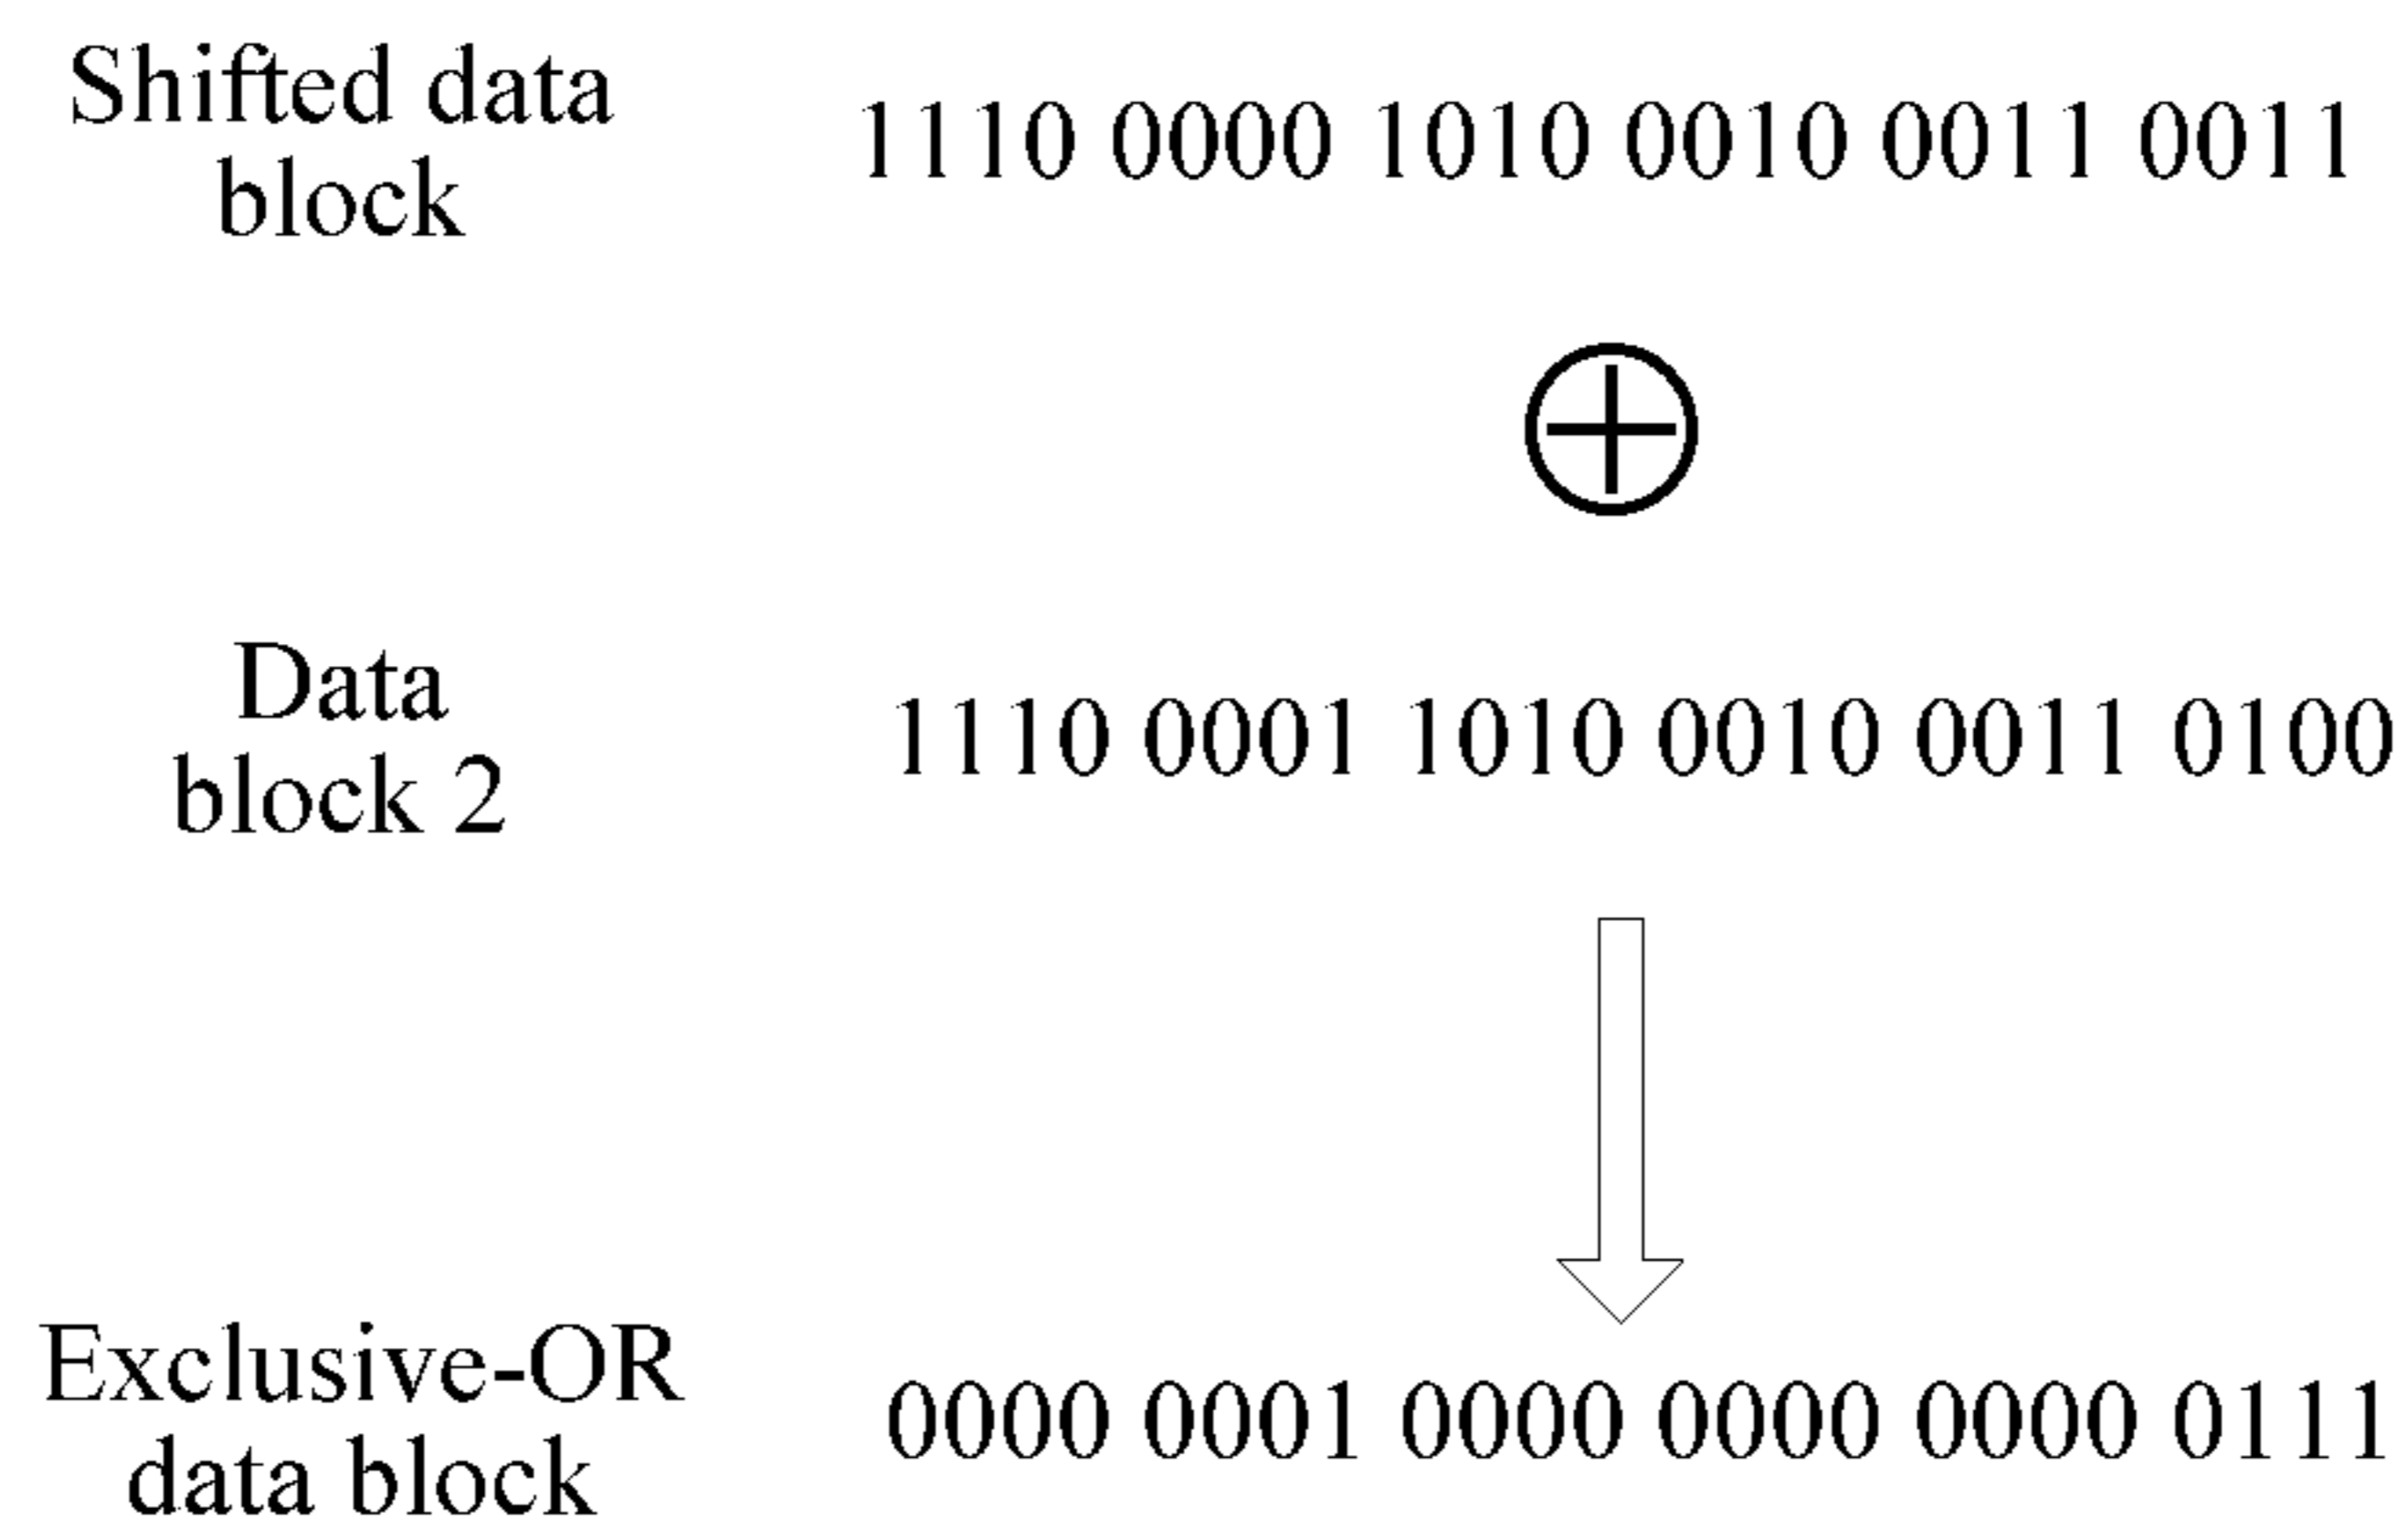 Shifted data
block
1110 0000 1010 0010 0011 0011
Data
block 2
1110 0001 1010 0010 0011 0100
Exclusive-OR
data block
0000 0001 0000 0000 0000 0111